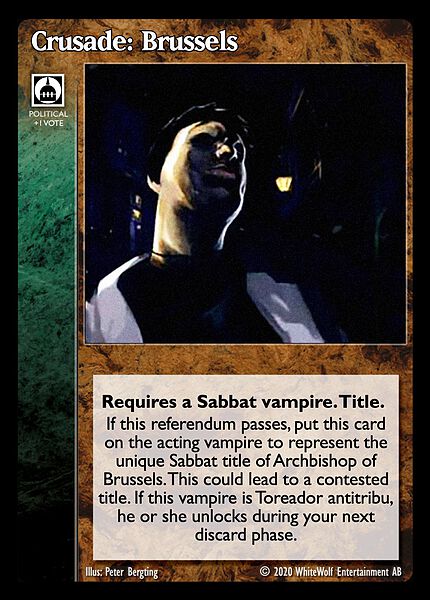 Crusade: Brussels
POLITICAL
+1 VOTE
Requires a Sabbat vampire. Title.
If this referendum passes, put this card
on the acting vampire to represent the
unique Sabbat title of Archbishop of
Brussels. This could lead to a contested
title. If this vampire is Toreador antitribu,
he or she unlocks during your next
discard phase.
Illus: Peter Bergting © 2020 WhiteWolf Entertainment AB